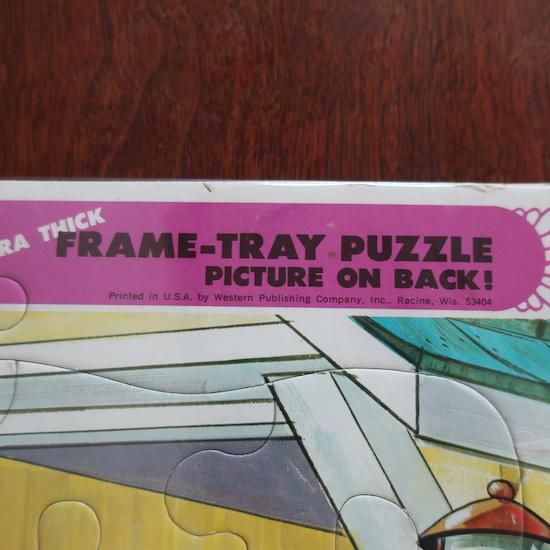 RA THICK
FRAME-TRAY PUZZLE
PICTURE ON BACK!
Printed in U.S.A. by Western Publishing Company, Inc., Racine, Wis. 53404